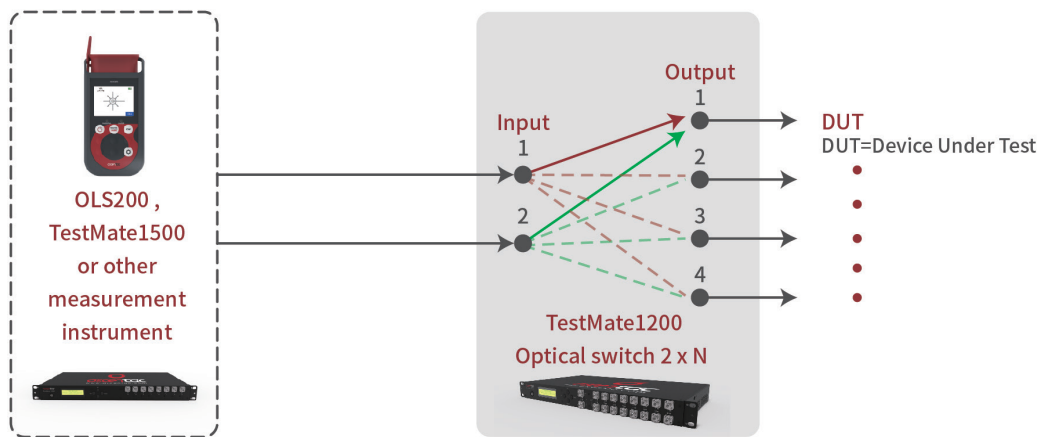 OLS200 ,
TestMate1500
or other
measurement
instrument
Input
1
2
Output
1
2
3
4
TestMate1200
Optical switch 2 x N
DUT
DUT=Device Under Test